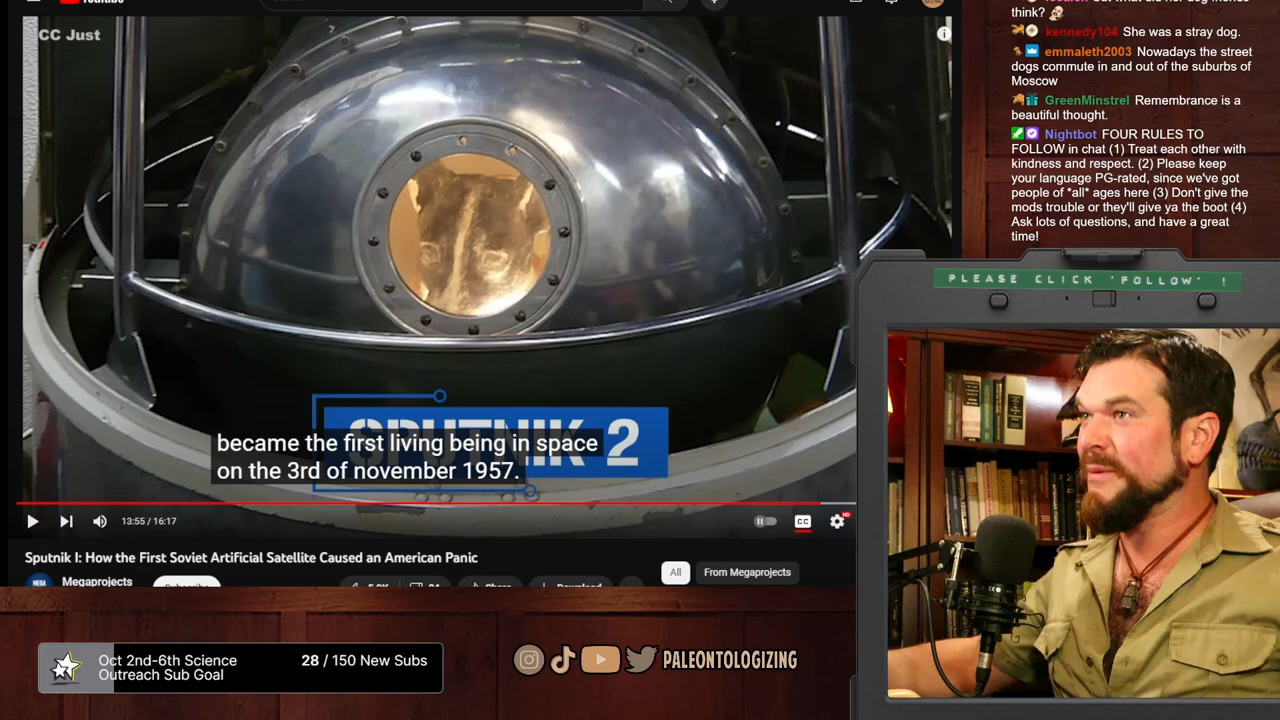 CC Just
SPUTNIK 2
became the first living being in space
on the 3rd of november 1957.
13:55 / 16:17
CC
HD
Sputnik I: How the First Soviet Artificial Satellite Caused an American Panic
Megaprojects
Subscribe
Share
Download
All
From Megaprojects
think?
kennedy104 She was a stray dog.
emmaleth2003 Nowadays the street
dogs commute in and out of the suburbs of
Moscow
GreenMinstrel Remembrance is a
beautiful thought.
Nightbot FOUR RULES TO
FOLLOW in chat (1) Treat each other with
kindness and respect. (2) Please keep
your language PG-rated, since we've got
people of *all* ages here (3) Don't give the
mods trouble or they'll give ya the boot (4)
Ask lots of questions, and have a great
time!
PLEASE CLICK 'FOLLOW' !
Oct 2nd-6th Science
Outreach Sub Goal
28 / 150 New Subs
PALEONTOLOGIZING